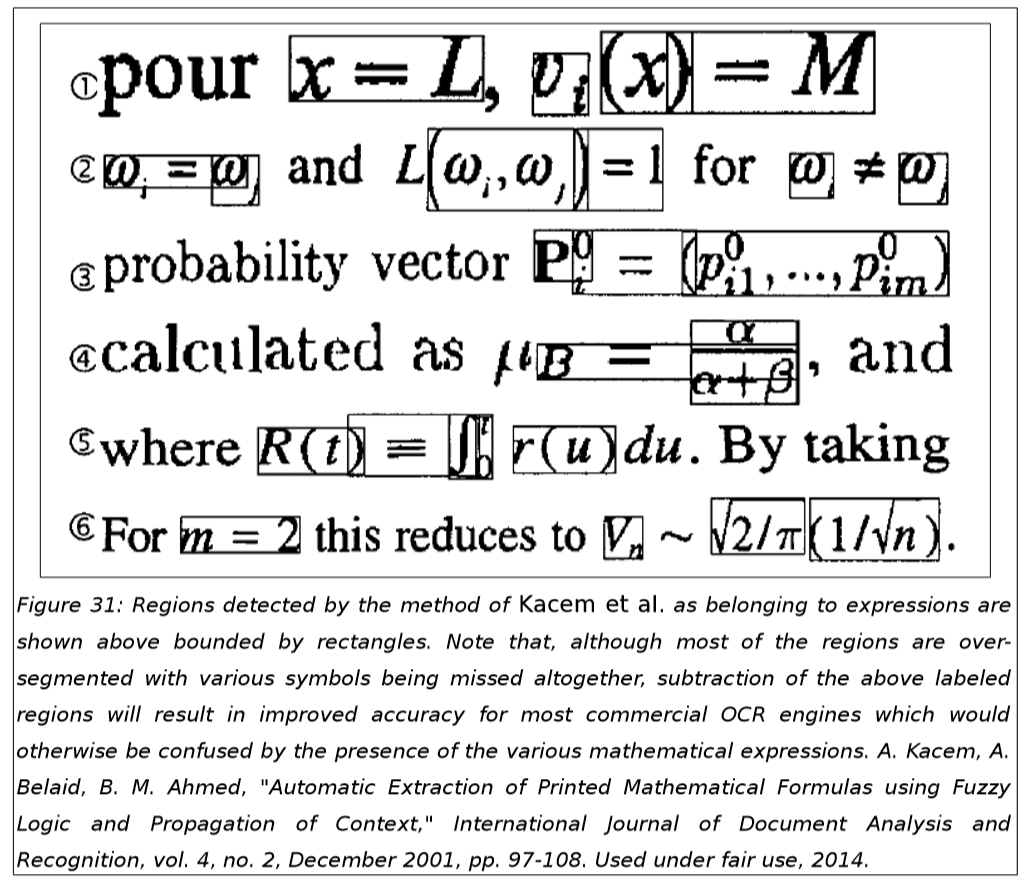 ①pour x = L, v_i (x) = M
②ω_i = ω_j and L(ω_i, ω_j) = 1 for ω_i ≠ ω_j
③probability vector P_i^0 = (p_{i1}^0, ..., p_{im}^0)
④calculated as μ_B = α/(α+β), and
⑤where R(t) = ∫_0^t r(u)du. By taking
⑥For m = 2 this reduces to V_n ~ √2/π (1/√n).
Figure 31: Regions detected by the method of Kacem et al. as belonging to expressions are
shown above bounded by rectangles. Note that, although most of the regions are over-
segmented with various symbols being missed altogether, subtraction of the above labeled
regions will result in improved accuracy for most commercial OCR engines which would
otherwise be confused by the presence of the various mathematical expressions. A. Kacem, A.
Belaid, B. M. Ahmed, "Automatic Extraction of Printed Mathematical Formulas using Fuzzy
Logic and Propagation of Context," International Journal of Document Analysis and
Recognition, vol. 4, no. 2, December 2001, pp. 97-108. Used under fair use, 2014.